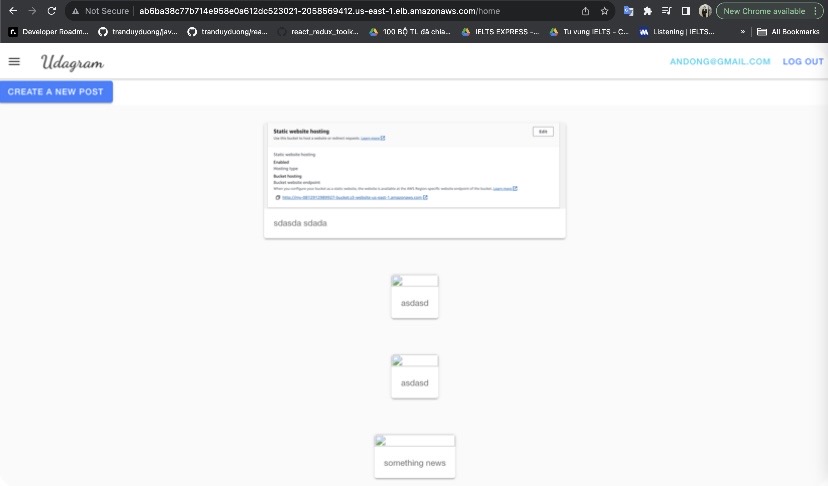 Not Secure | ab6ba38c77b714e958e0a612dc523021-2058569412.us-east-1.elb.amazonaws.com/home
New Chrome available
Developer Roadm...
tranduyduong/jav...
tranduyduong/rea...
react_redux_toolk...
100 BỘ TL đã chia...
IELTS EXPRESS -...
Tu vung IELTS - C...
Listening | IELTS...
»
All Bookmarks
Udagram
ANDONG@GMAIL.COM
LOG OUT
CREATE A NEW POST
Static website hosting
Edit
Use this bucket to host a website or redirect requests. Learn more
Static website hosting
Enabled
Hosting type
Bucket hosting
Bucket website endpoint
When you configure your bucket as a static website, the website is available at the AWS Region-specific website endpoint of the bucket. Learn more
sdasda sdada
asdasd
asdasd
something news